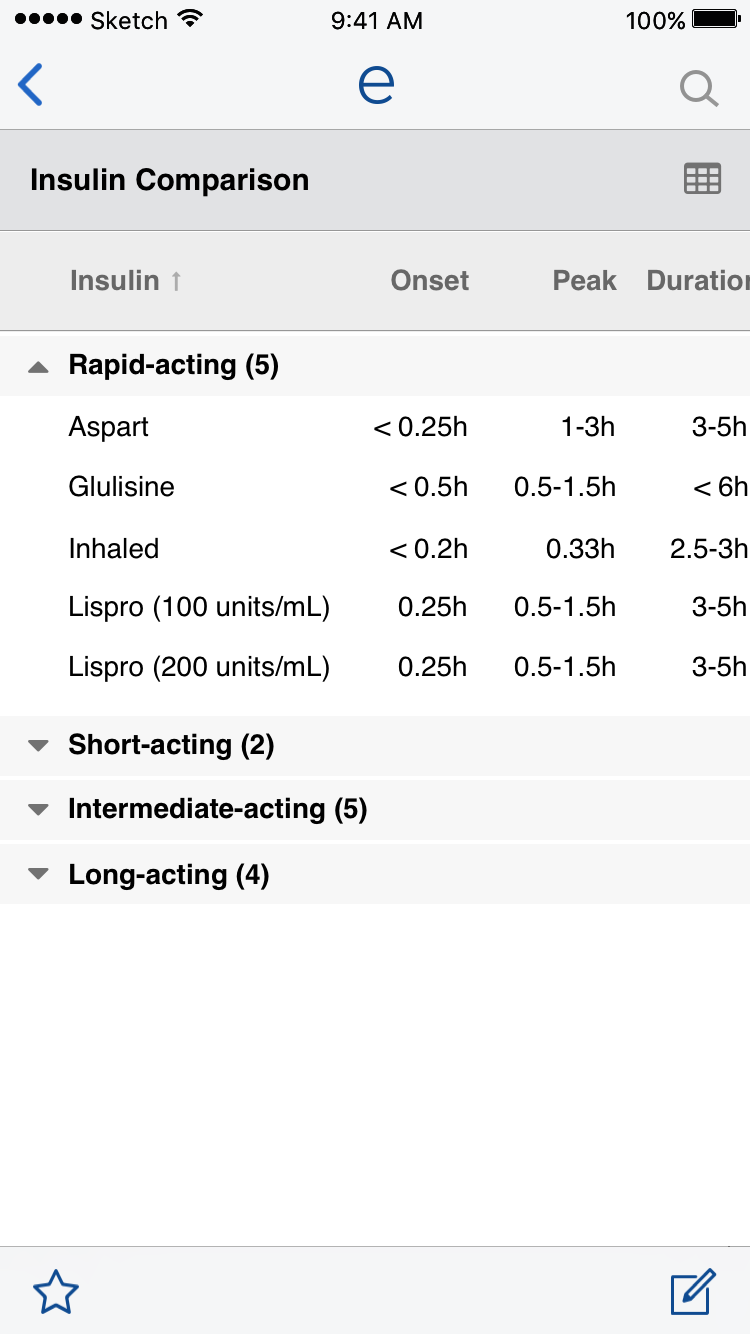 ●●●●● Sketch 9:41 AM 100%
e
Insulin Comparison
Insulin ↑ Onset Peak Duration
Rapid-acting (5)
Aspart < 0.25h 1-3h 3-5h
Glulisine < 0.5h 0.5-1.5h < 6h
Inhaled < 0.2h 0.33h 2.5-3h
Lispro (100 units/mL) 0.25h 0.5-1.5h 3-5h
Lispro (200 units/mL) 0.25h 0.5-1.5h 3-5h
Short-acting (2)
Intermediate-acting (5)
Long-acting (4)